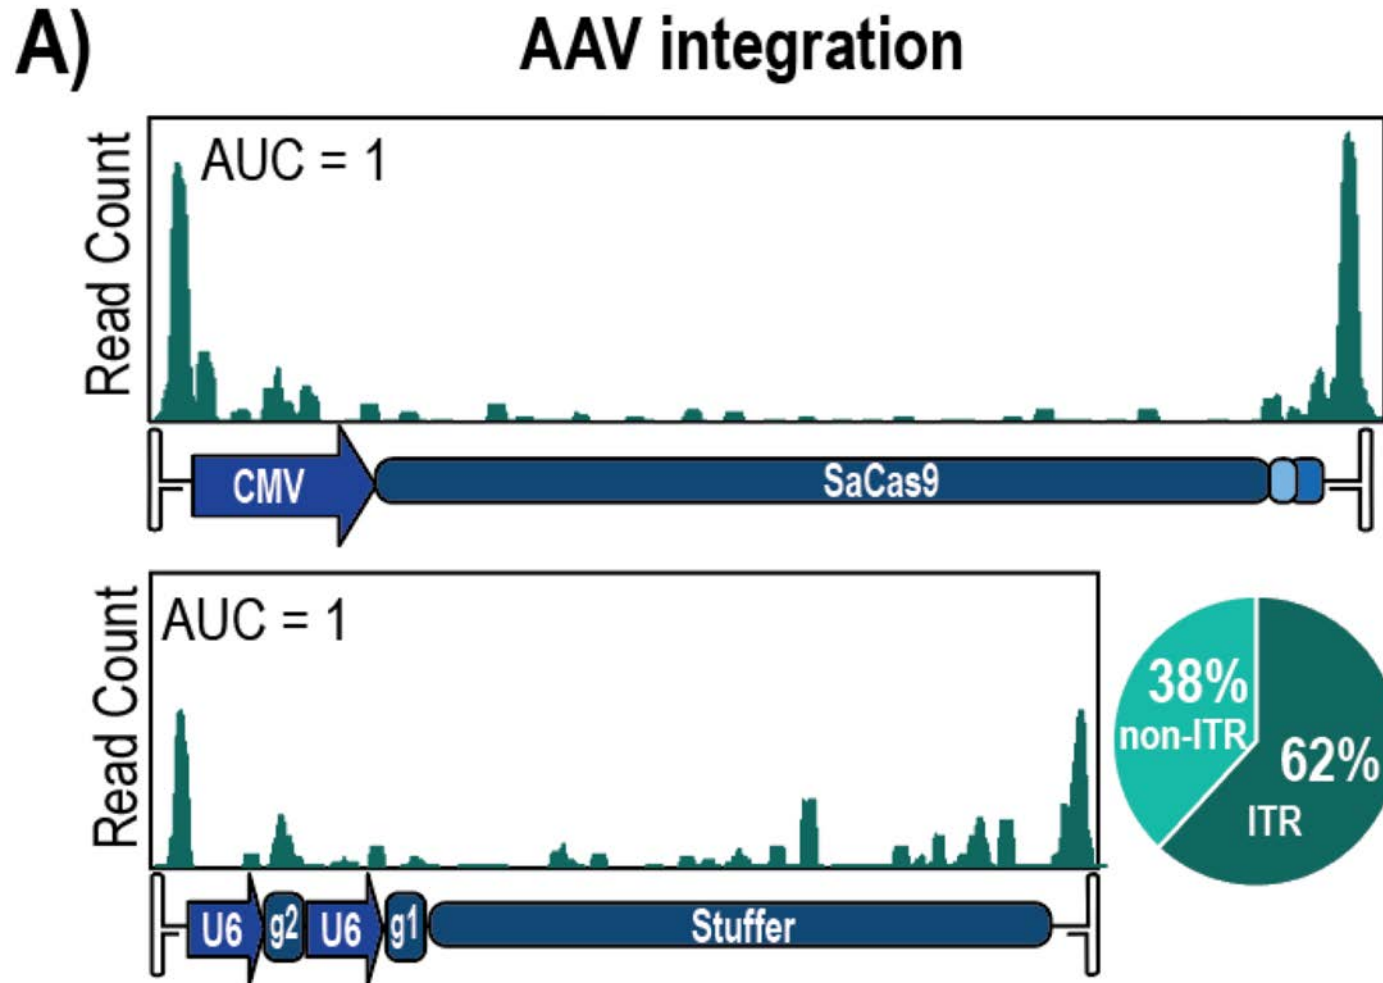 A)
AAV integration
Read Count
AUC = 1
CMV
SaCas9
Read Count
AUC = 1
38%
non-ITR
62%
ITR
U6
g2
U6
g1
Stuffer